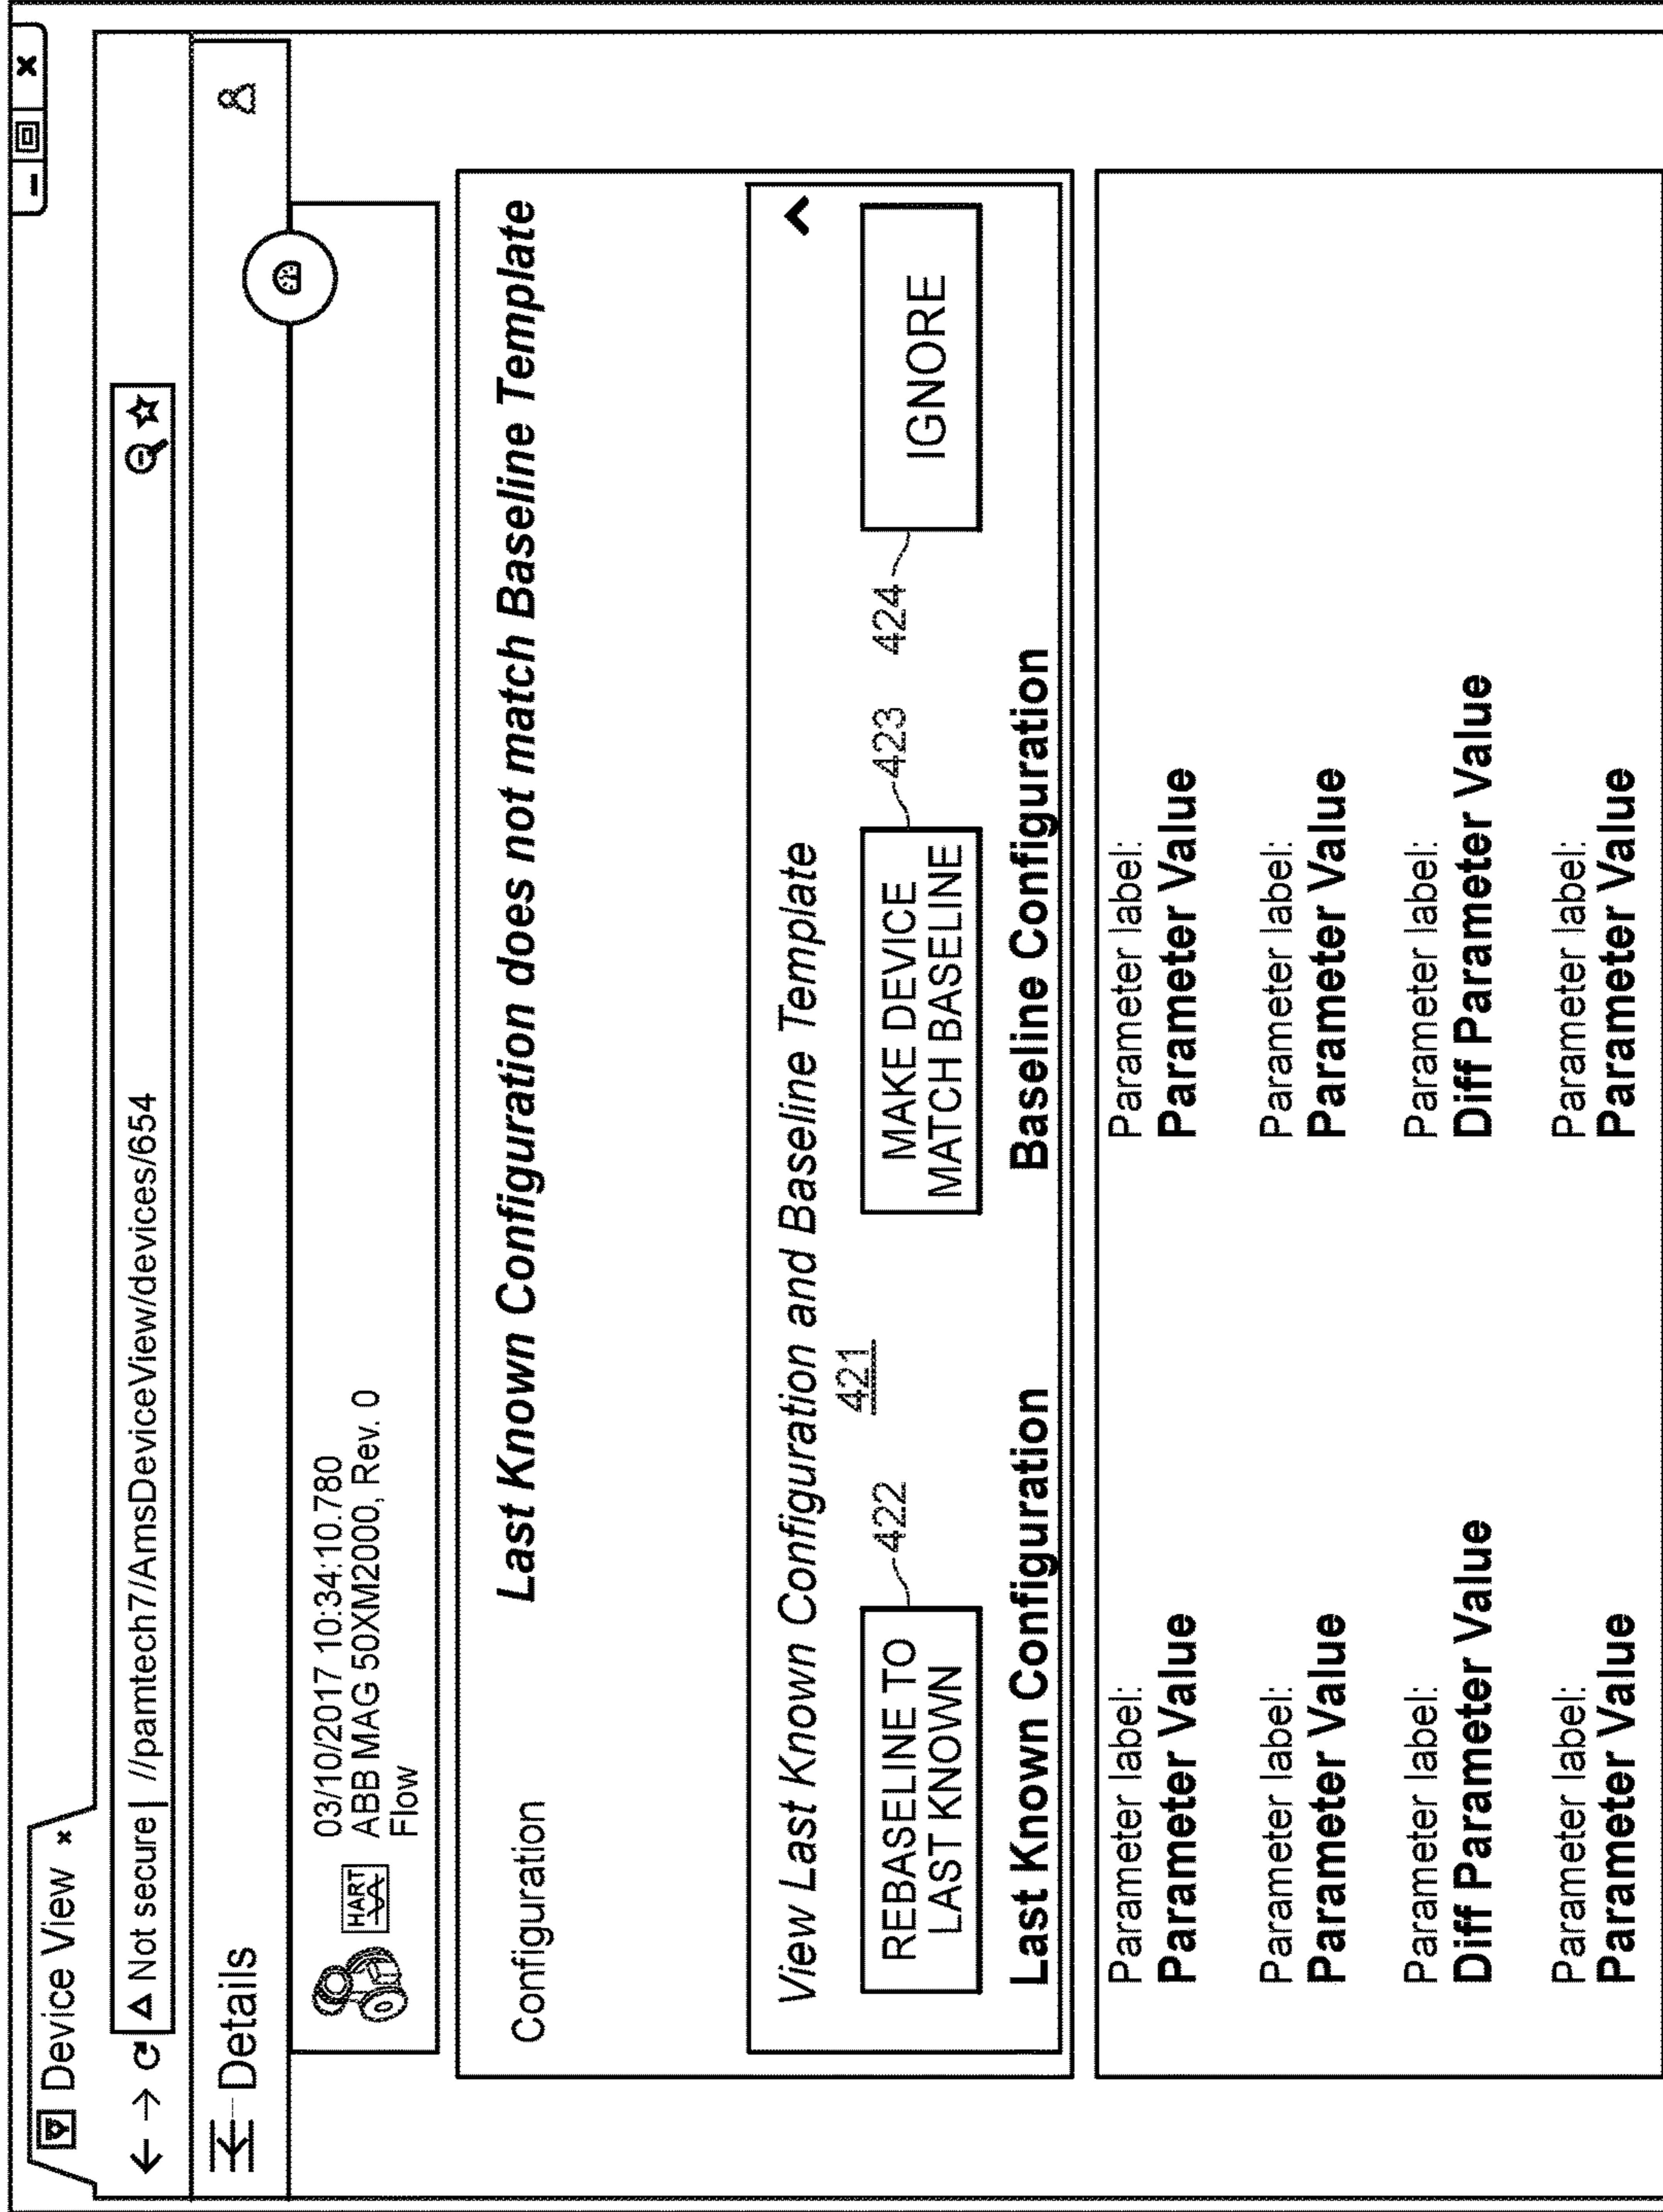 Device View ×
Not secure | //pamtech7/AmsDeviceView/devices/654
Details
HART
03/10/2017 10:34:10.780
ABB MAG 50XM2000, Rev. 0
Flow
Configuration
Last Known Configuration does not match Baseline Template
View Last Known Configuration and Baseline Template
421
REBASELINE TO
LAST KNOWN
422
MAKE DEVICE
MATCH BASELINE
423
424
IGNORE
Last Known Configuration
Baseline Configuration
Parameter label:
Parameter Value
Parameter label:
Parameter Value
Parameter label:
Parameter Value
Parameter label:
Parameter Value
Parameter label:
Diff Parameter Value
Parameter label:
Diff Parameter Value
Parameter label:
Parameter Value
Parameter label:
Parameter Value